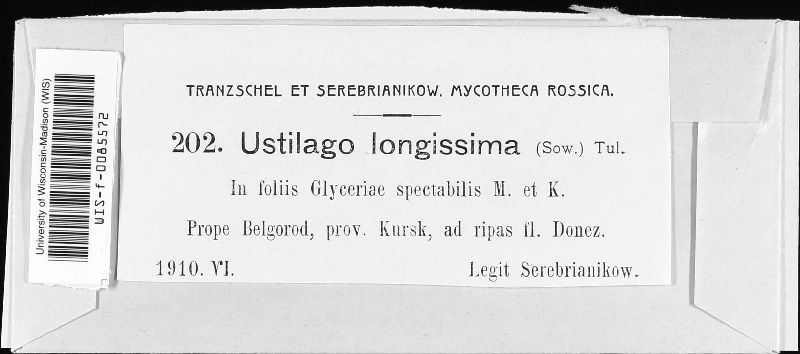 University of Wisconsin-Madison (WIS)
WIS-f-0085572
TRANZSCHEL ET SEREBRIANIKOW. MYCOTHECA ROSSICA.
202. Ustilago longissima (Sow.) Tul.
In foliis Glyceriae spectabilis M. et K.
Prope Belgorod, prov. Kursk, ad ripas fl. Donez.
1910. VI. Legit Serebrianikow.